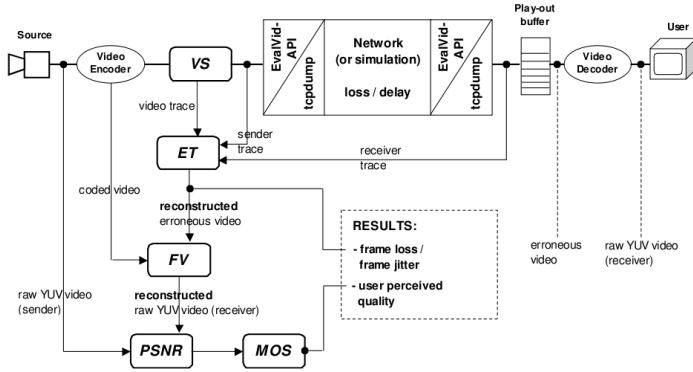 Source
Video
Encoder
VS
EvalVid-
API
tcpdump
Network
(or simulation)
loss / delay
EvalVid-
API
tcpdump
Play-out
buffer
Video
Decoder
User
video trace
sender
trace
ET
receiver
trace
coded video
reconstructed
erroneous video
RESULTS:
- frame loss /
frame jitter
- user perceived
quality
erroneous
video
raw YUV video
(receiver)
FV
raw YUV video
(sender)
reconstructed
raw YUV video (receiver)
PSNR
MOS